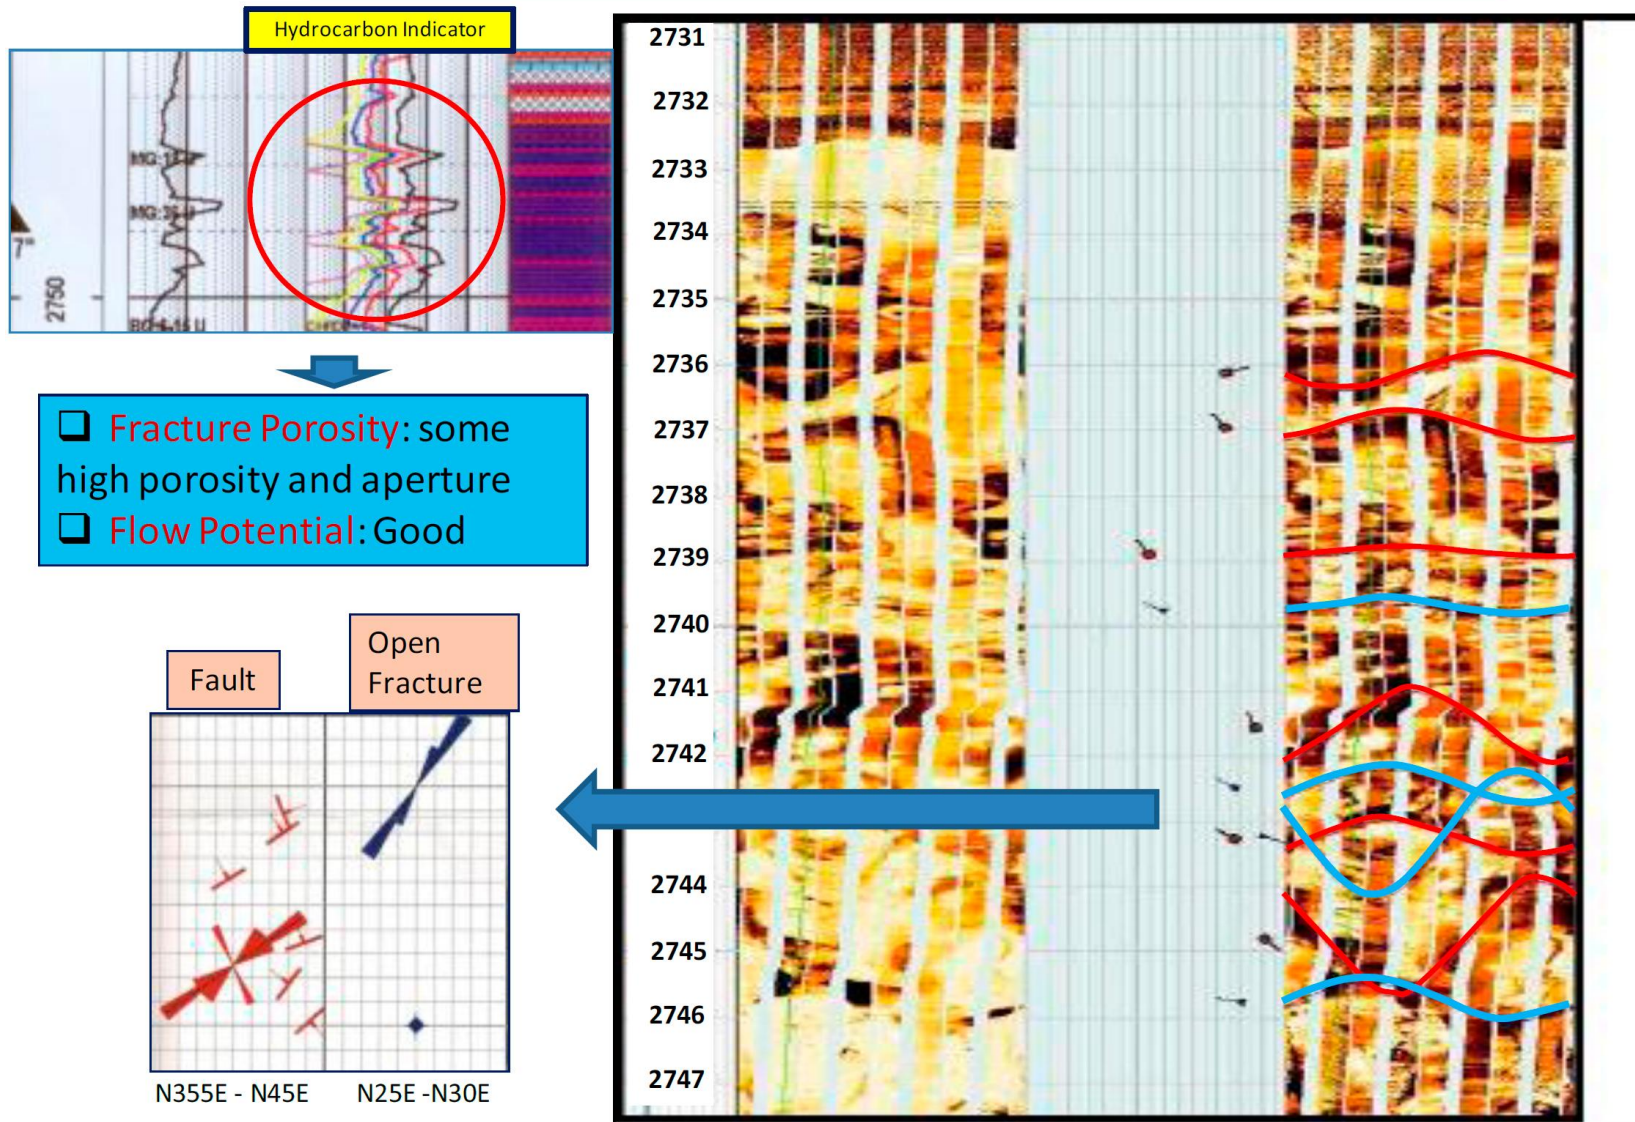 Hydrocarbon Indicator
7"
2750
❑ Fracture Porosity: some
high porosity and aperture
❑ Flow Potential: Good
Fault
Open
Fracture
N355E - N45E
N25E -N30E
2731
2732
2733
2734
2735
2736
2737
2738
2739
2740
2741
2742
2744
2745
2746
2747